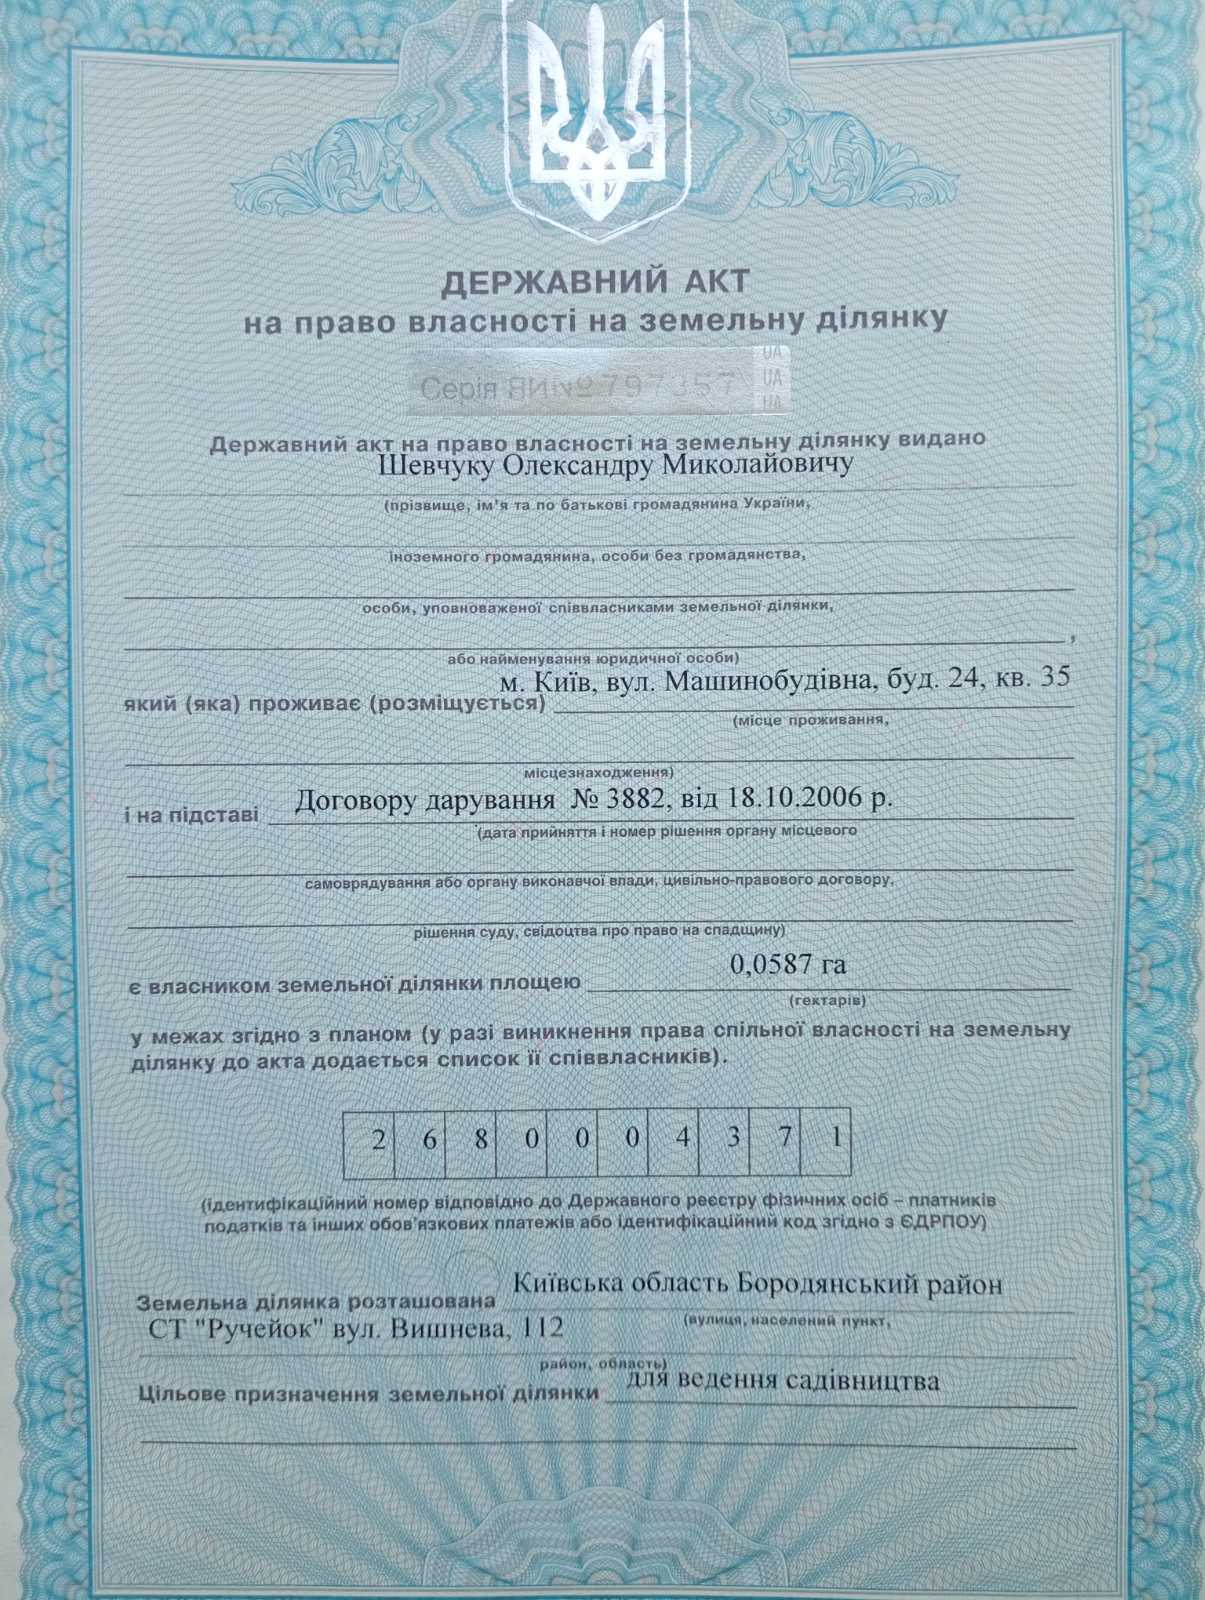 ДЕРЖАВНИЙ АКТ
на право власності на земельну ділянку
Серія ЯИ № 797357
UA
UA
UA
Державний акт на право власності на земельну ділянку видано
Шевчуку Олександру Миколайовичу
(прізвище, ім'я та по батькові громадянина України,
іноземного громадянина, особи без громадянства,
особи, уповноваженої співвласниками земельної ділянки,
,
або найменування юридичної особи)
м. Київ, вул. Машинобудівна, буд. 24, кв. 35
який (яка) проживає (розміщується)
(місце проживання,
місцезнаходження)
і на підставі Договору дарування № 3882, від 18.10.2006 р.
(дата прийняття і номер рішення органу місцевого
самоврядування або органу виконавчої влади, цивільно-правового договору,
рішення суду, свідоцтва про право на спадщину)
є власником земельної ділянки площею 0,0587 га
(гектарів)
у межах згідно з планом (у разі виникнення права спільної власності на земельну
ділянку до акта додається список її співвласників).
2 6 8 0 0 0 4 3 7 1
(ідентифікаційний номер відповідно до Державного реєстру фізичних осіб – платників
податків та інших обов'язкових платежів або ідентифікаційний код згідно з ЄДРПОУ)
Земельна ділянка розташована Київська область Бородянський район
(вулиця, населений пункт,
СТ "Ручейок" вул. Вишнева, 112
район, область)
Цільове призначення земельної ділянки для ведення садівництва